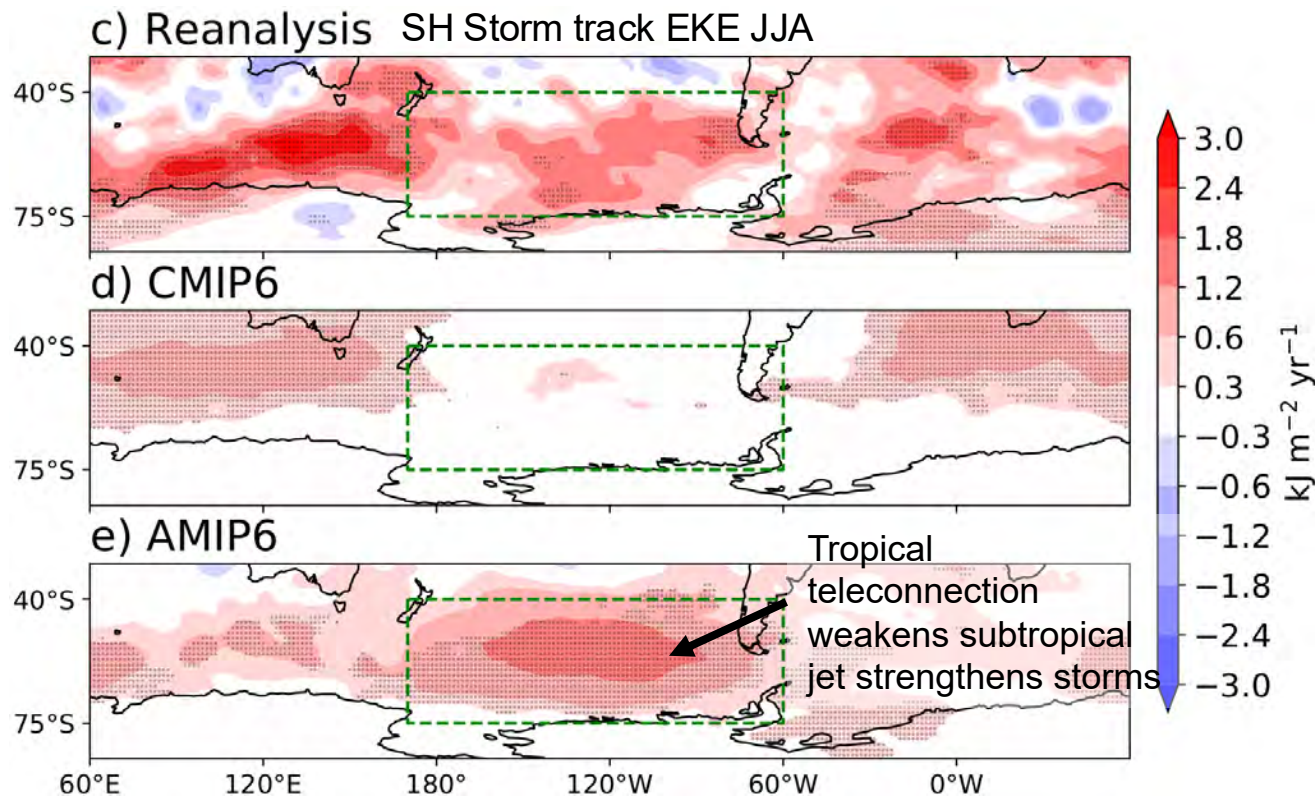 c) Reanalysis SH Storm track EKE JJA
40°S
75°S
d) CMIP6
40°S
75°S
e) AMIP6
40°S
75°S
Tropical
teleconnection
weakens subtropical
jet strengthens storms
60°E 120°E 180° 120°W 60°W 0°W
3.0
2.4
1.8
1.2
0.6
0.3
−0.3
−0.6
−1.2
−1.8
−2.4
−3.0
kJ m⁻² yr⁻¹